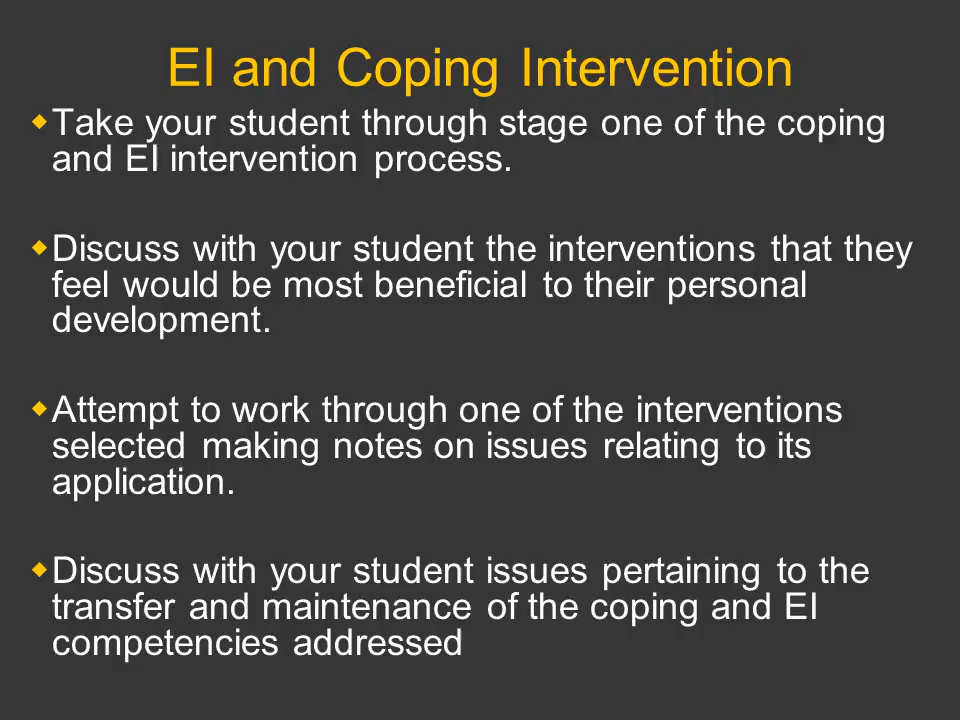 EI and Coping Intervention
Take your student through stage one of the coping
and EI intervention process.
Discuss with your student the interventions that they
feel would be most beneficial to their personal
development.
Attempt to work through one of the interventions
selected making notes on issues relating to its
application.
Discuss with your student issues pertaining to the
transfer and maintenance of the coping and EI
competencies addressed